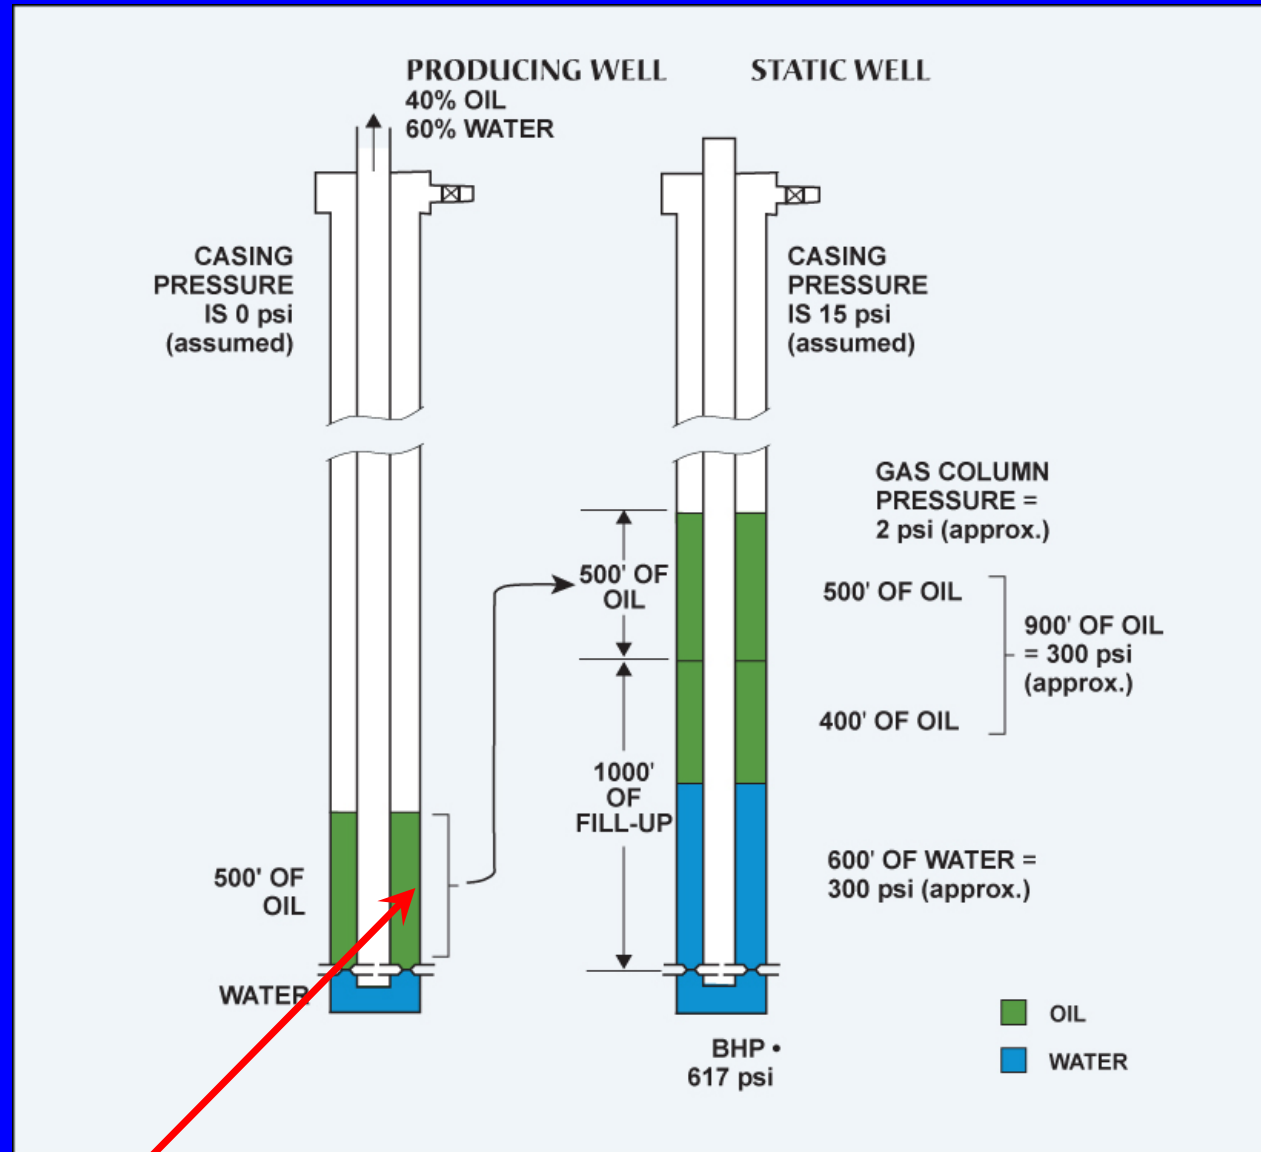 PRODUCING WELL
40% OIL
60% WATER
STATIC WELL
CASING
PRESSURE
IS 0 psi
(assumed)
CASING
PRESSURE
IS 15 psi
(assumed)
GAS COLUMN
PRESSURE =
2 psi (approx.)
500' OF
OIL
500' OF OIL
900' OF OIL
= 300 psi
(approx.)
400' OF OIL
1000'
OF
FILL-UP
600' OF WATER =
300 psi (approx.)
500' OF
OIL
WATER
BHP •
617 psi
OIL
WATER